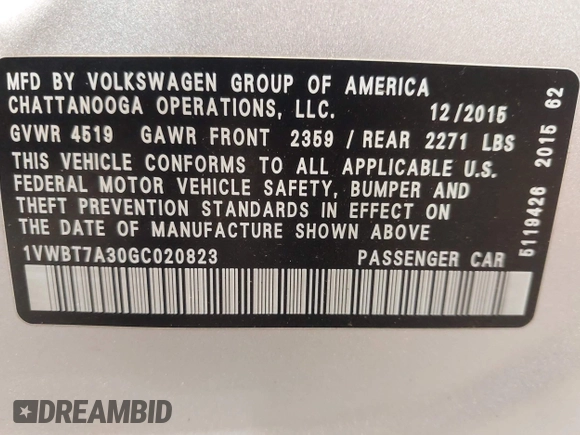 MFD BY VOLKSWAGEN GROUP OF AMERICA
CHATTANOOGA OPERATIONS, LLC. 12/2015
GVWR 4519 GAWR FRONT 2359 / REAR 2271 LBS
THIS VEHICLE CONFORMS TO ALL APPLICABLE U.S.
FEDERAL MOTOR VEHICLE SAFETY, BUMPER AND
THEFT PREVENTION STANDARDS IN EFFECT ON
THE DATE OF MANUFACTURE SHOWN ABOVE
1VWBT7A30GC020823 PASSENGER CAR
5119426 2015 62
DREAMBID